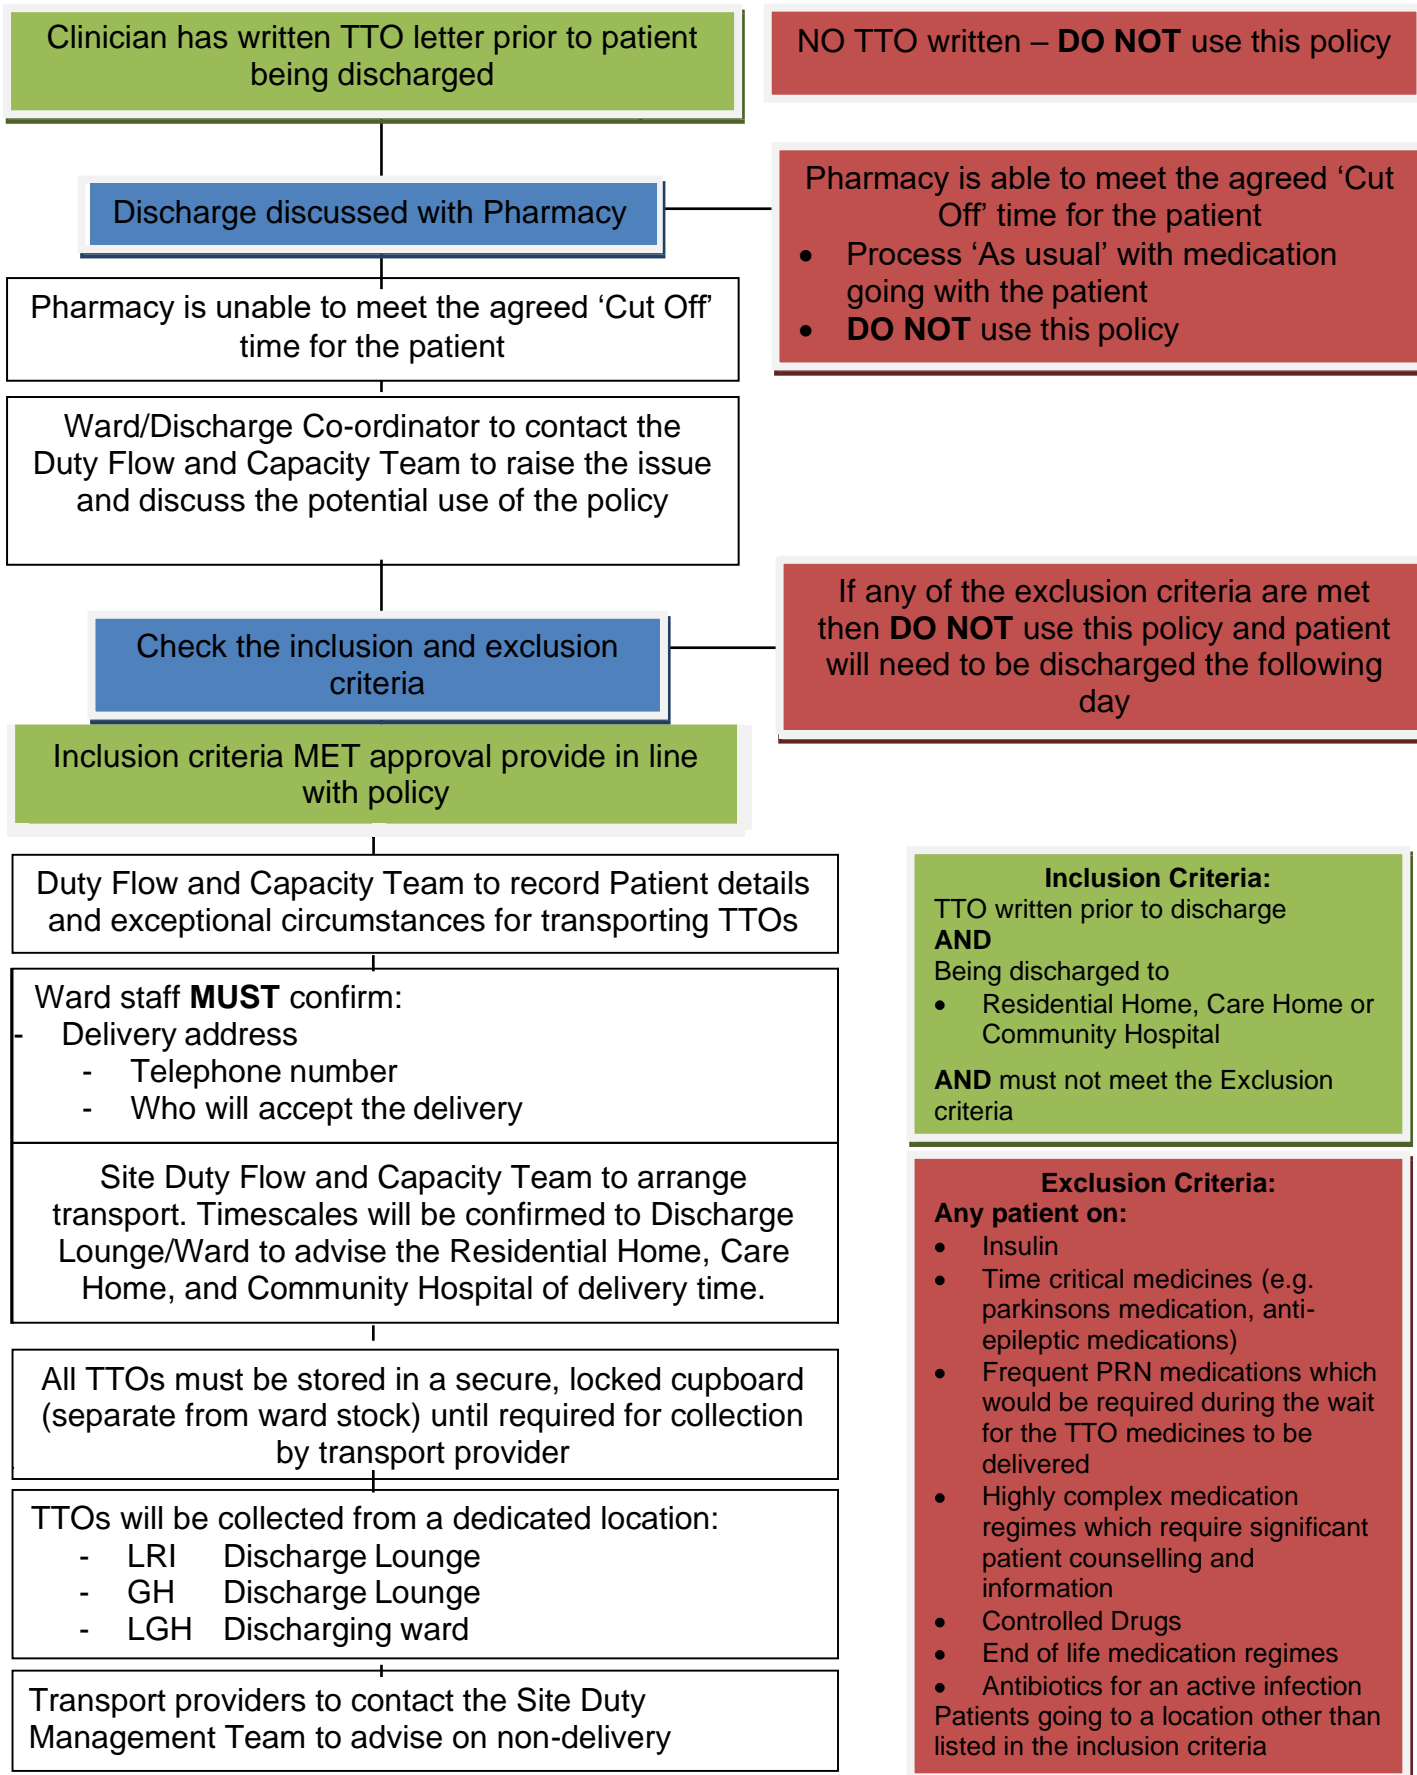 Clinician has written TTO letter prior to patient
being discharged
NO TTO written – DO NOT use this policy
Discharge discussed with Pharmacy
Pharmacy is able to meet the agreed ‘Cut
Off’ time for the patient
• Process ‘As usual’ with medication
going with the patient
• DO NOT use this policy
Pharmacy is unable to meet the agreed ‘Cut Off’
time for the patient
Ward/Discharge Co-ordinator to contact the
Duty Flow and Capacity Team to raise the issue
and discuss the potential use of the policy
Check the inclusion and exclusion
criteria
If any of the exclusion criteria are met
then DO NOT use this policy and patient
will need to be discharged the following
day
Inclusion criteria MET approval provide in line
with policy
Duty Flow and Capacity Team to record Patient details
and exceptional circumstances for transporting TTOs
Ward staff MUST confirm:
- Delivery address
- Telephone number
- Who will accept the delivery
Site Duty Flow and Capacity Team to arrange
transport. Timescales will be confirmed to Discharge
Lounge/Ward to advise the Residential Home, Care
Home, and Community Hospital of delivery time.
All TTOs must be stored in a secure, locked cupboard
(separate from ward stock) until required for collection
by transport provider
TTOs will be collected from a dedicated location:
- LRI Discharge Lounge
- GH Discharge Lounge
- LGH Discharging ward
Transport providers to contact the Site Duty
Management Team to advise on non-delivery
Inclusion Criteria:
TTO written prior to discharge
AND
Being discharged to
• Residential Home, Care Home or
Community Hospital
AND must not meet the Exclusion
criteria
Exclusion Criteria:
Any patient on:
• Insulin
• Time critical medicines (e.g.
parkinsons medication, anti-
epileptic medications)
• Frequent PRN medications which
would be required during the wait
for the TTO medicines to be
delivered
• Highly complex medication
regimes which require significant
patient counselling and
information
• Controlled Drugs
• End of life medication regimes
• Antibiotics for an active infection
Patients going to a location other than
listed in the inclusion criteria